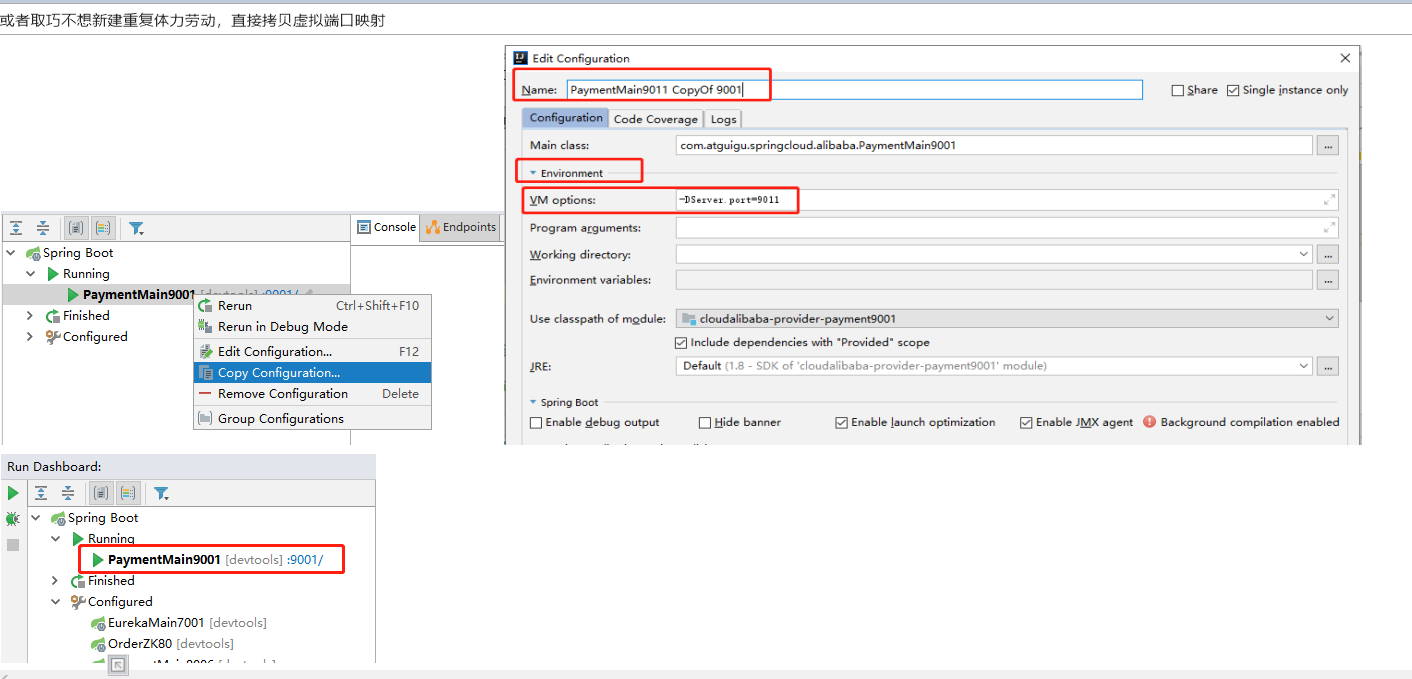 或者取巧不想新建重复体力劳动，直接拷贝虚拟端口映射
Edit Configuration
Name: PaymentMain9011 CopyOf 9001
Share
Single instance only
Configuration
Code Coverage
Logs
Main class: com.atguigu.springcloud.alibaba.PaymentMain9001
...
Environment
VM options: -DServer.port=9011
Program arguments:
Working directory:
...
Environment variables:
...
Use classpath of module: cloudalibaba-provider-payment9001
Include dependencies with "Provided" scope
JRE: Default (1.8 - SDK of 'cloudalibaba-provider-payment9001' module)
...
Spring Boot
Enable debug output
Hide banner
Enable launch optimization
Enable JMX agent
Background compilation enabled
Console
Endpoints
Spring Boot
Running
PaymentMain9001 [devtools] :9001/
Finished
Configured
Rerun Ctrl+Shift+F10
Rerun in Debug Mode
Edit Configuration... F12
Copy Configuration...
Remove Configuration Delete
Group Configurations
Run Dashboard:
Spring Boot
Running
PaymentMain9001 [devtools] :9001/
Finished
Configured
EurekaMain7001 [devtools]
OrderZK80 [devtools]